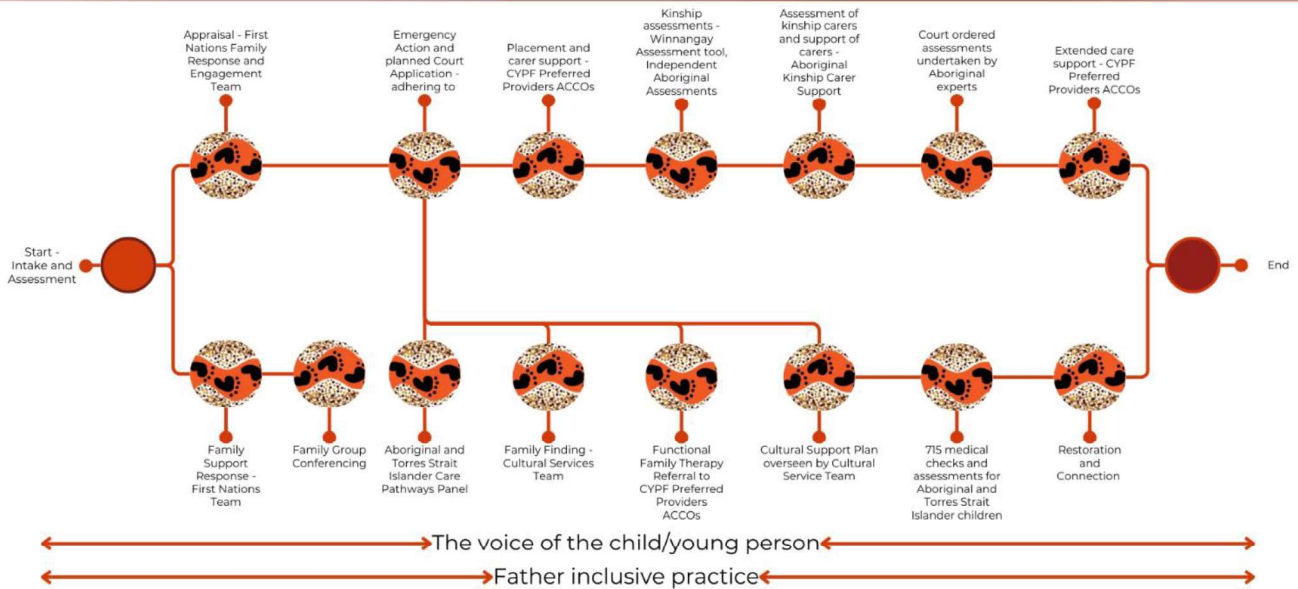 Appraisal - First
Nations Family
Response and
Engagement
Team
Emergency
Action and
planned Court
Application -
adhering to
Placement and
carer support -
CYPF Preferred
Providers ACCOs
Kinship
assessments -
Winnangay
Assessment tool,
Independent
Aboriginal
Assessments
Assessment of
kinship carers
and support of
carers -
Aboriginal
Kinship Carer
Support
Court ordered
assessments
undertaken by
Aboriginal
experts
Extended care
support - CYPF
Preferred
Providers ACCOs
Start -
Intake and
Assessment
End
Family
Support
Response -
First Nations
Team
Family Group
Conferencing
Aboriginal and
Torres Strait
Islander Care
Pathways Panel
Family Finding -
Cultural Services
Team
Functional
Family Therapy
Referral to
CYPF Preferred
Providers
ACCOs
Cultural Support Plan
overseen by Cultural
Service Team
715 medical
checks and
assessments for
Aboriginal and
Torres Strait
Islander children
Restoration
and
Connection
The voice of the child/young person
Father inclusive practice